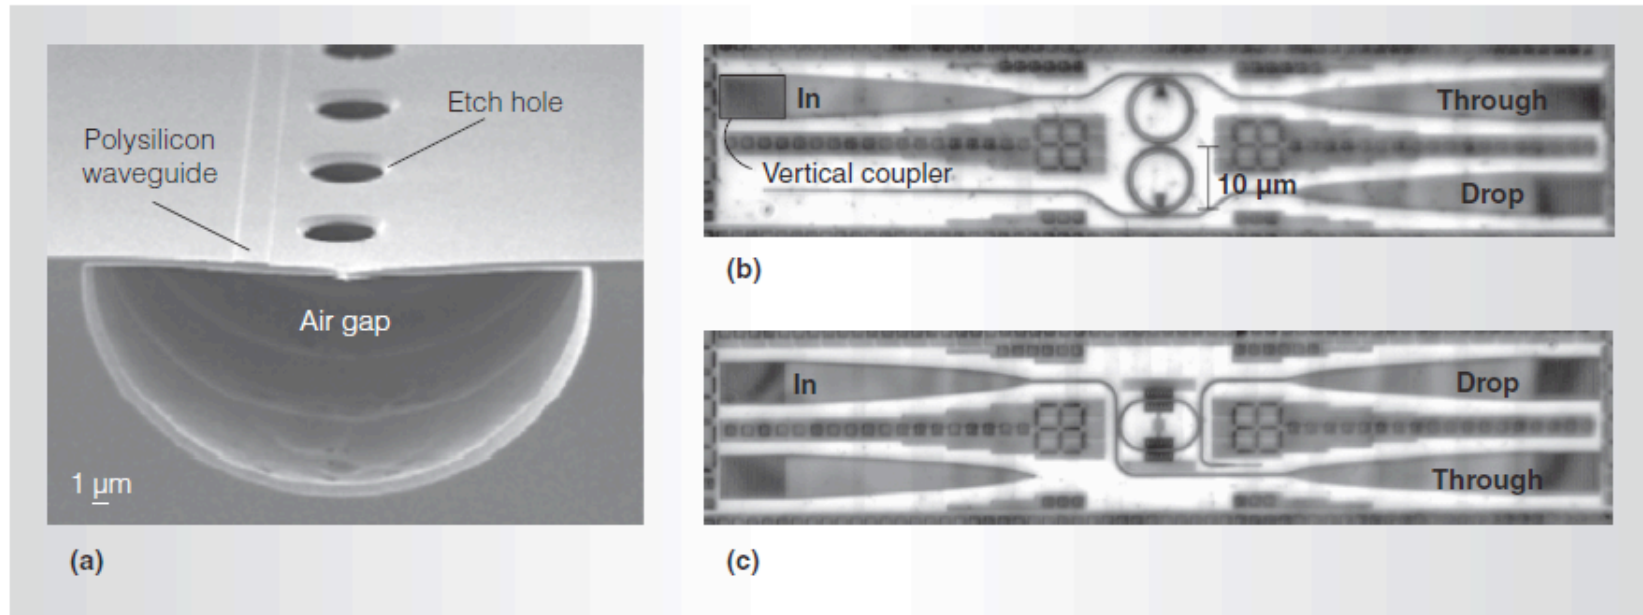 Etch hole
Polysilicon
waveguide
Air gap
1 μm
(a)
In
Through
Vertical coupler
10 μm
Drop
(b)
In
Drop
Through
(c)